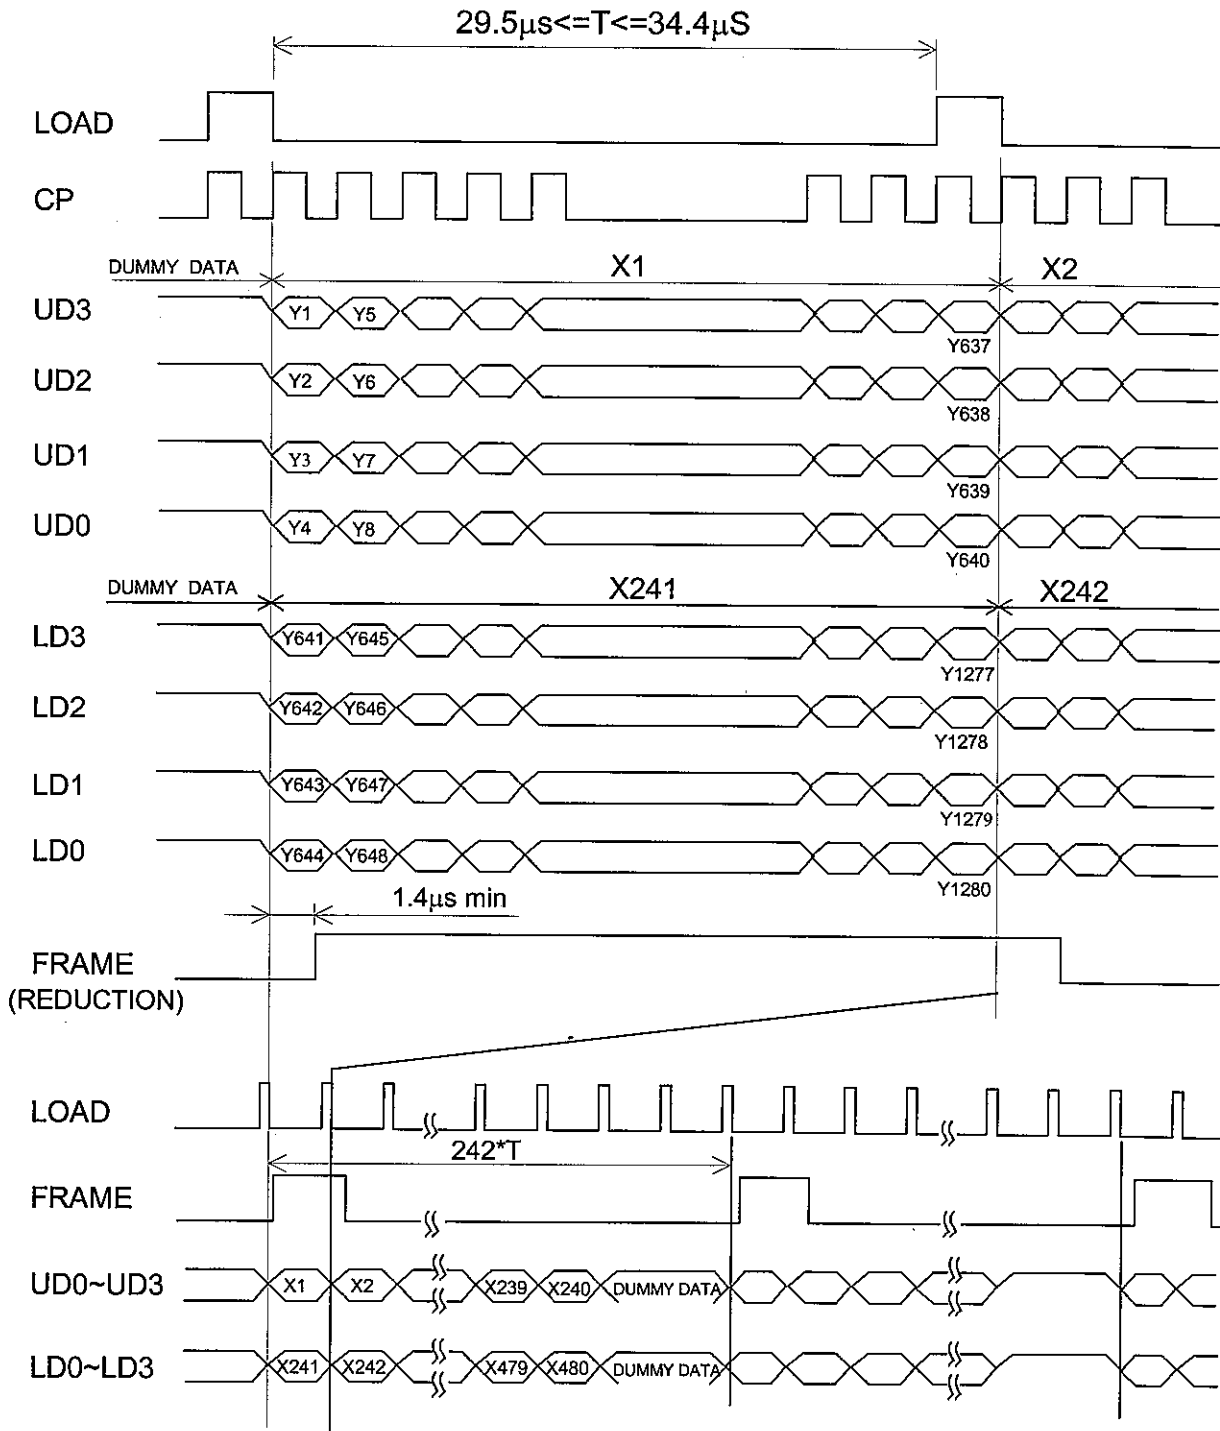 29.5µs<=T<=34.4µS
LOAD
CP
DUMMY DATA X1 X2
UD3 Y1 Y5
Y637
UD2 Y2 Y6
Y638
UD1 Y3 Y7
Y639
UD0 Y4 Y8
Y640
DUMMY DATA X241 X242
LD3 Y641 Y645
Y1277
LD2 Y642 Y646
Y1278
LD1 Y643 Y647
Y1279
LD0 Y644 Y648
Y1280
1.4µs min
FRAME
(REDUCTION)
LOAD
242*T
FRAME
UD0~UD3 X1 X2 X239 X240 DUMMY DATA
LD0~LD3 X241 X242 X479 X480 DUMMY DATA